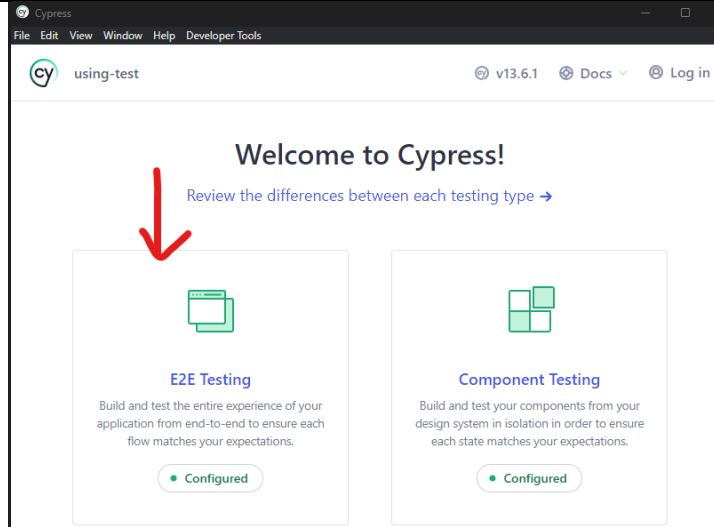 Cypress
File Edit View Window Help Developer Tools
cy using-test v13.6.1 Docs Log in
Welcome to Cypress!
Review the differences between each testing type →
E2E Testing
Build and test the entire experience of your
application from end-to-end to ensure each
flow matches your expectations.
Configured
Component Testing
Build and test your components from your
design system in isolation in order to ensure
each state matches your expectations.
Configured